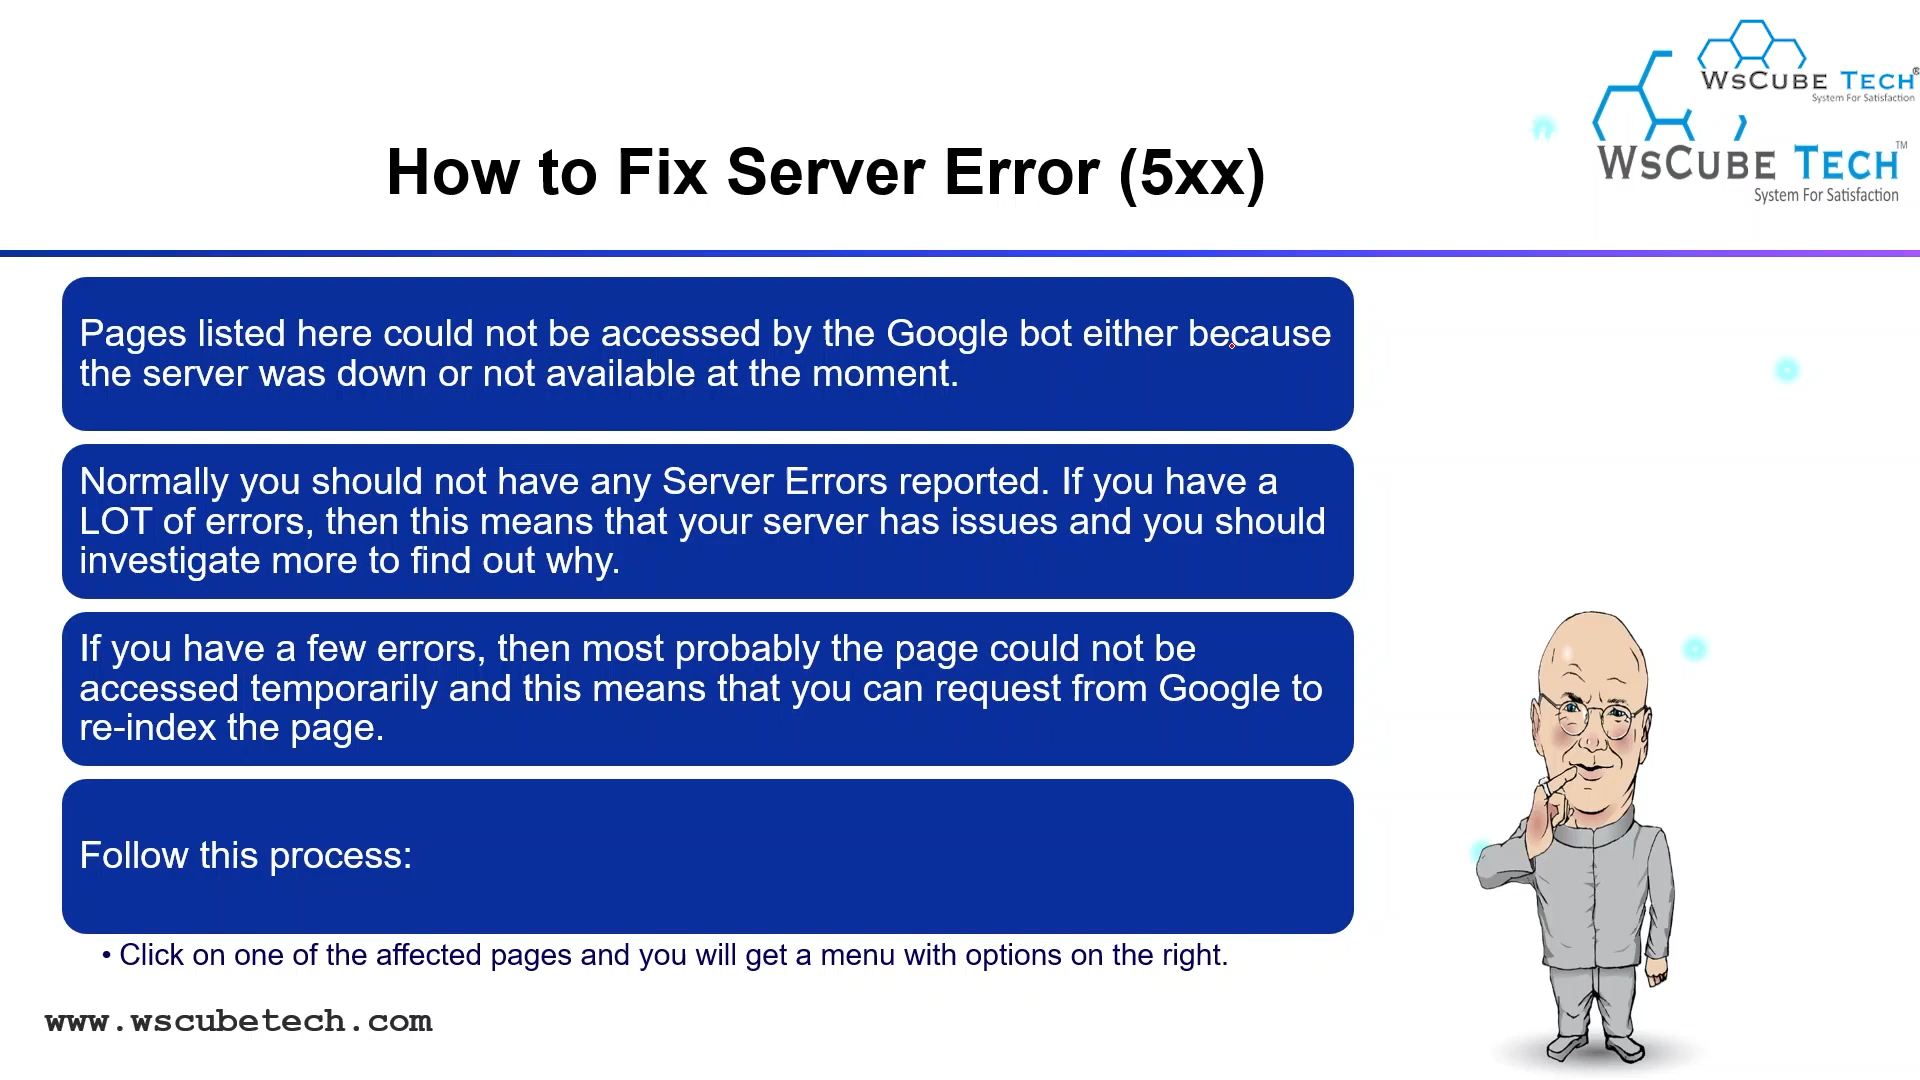 WSCUBE TECH®
System For Satisfaction
WSCUBE TECH™
System For Satisfaction
How to Fix Server Error (5xx)
Pages listed here could not be accessed by the Google bot either because
the server was down or not available at the moment.
Normally you should not have any Server Errors reported. If you have a
LOT of errors, then this means that your server has issues and you should
investigate more to find out why.
If you have a few errors, then most probably the page could not be
accessed temporarily and this means that you can request from Google to
re-index the page.
Follow this process:
• Click on one of the affected pages and you will get a menu with options on the right.
www.wscubetech.com